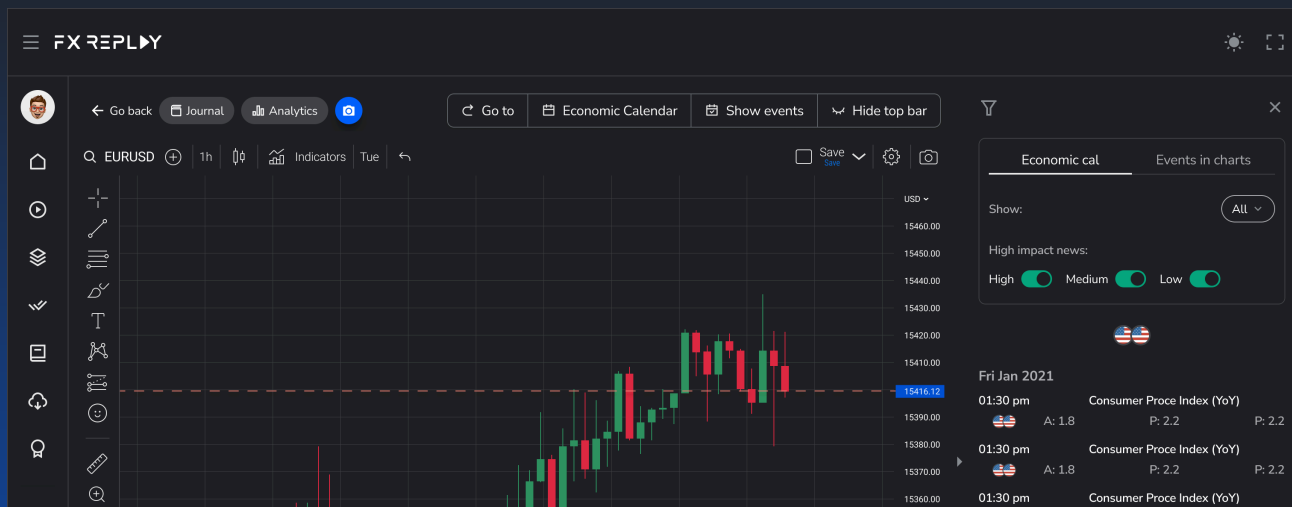 FX REPLAY
Go back Journal Analytics
Go to Economic Calendar Show events Hide top bar
EURUSD 1h Indicators Tue
Save
Save
USD
15460.00
15450.00
15440.00
15430.00
15420.00
15410.00
15416.12
15390.00
15380.00
15370.00
15360.00
Economic cal Events in charts
Show: All
High impact news:
High Medium Low
Fri Jan 2021
01:30 pm Consumer Proce Index (YoY)
A: 1.8 P: 2.2 P: 2.2
01:30 pm Consumer Proce Index (YoY)
A: 1.8 P: 2.2 P: 2.2
01:30 pm Consumer Proce Index (YoY)